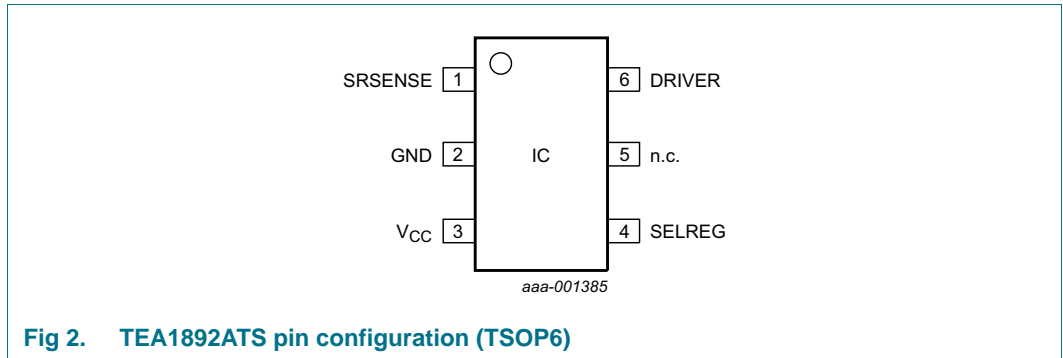 SRSENSE 1 6 DRIVER
GND 2 IC 5 n.c.
VCC 3 4 SELREG
aaa-001385
Fig 2. TEA1892ATS pin configuration (TSOP6)